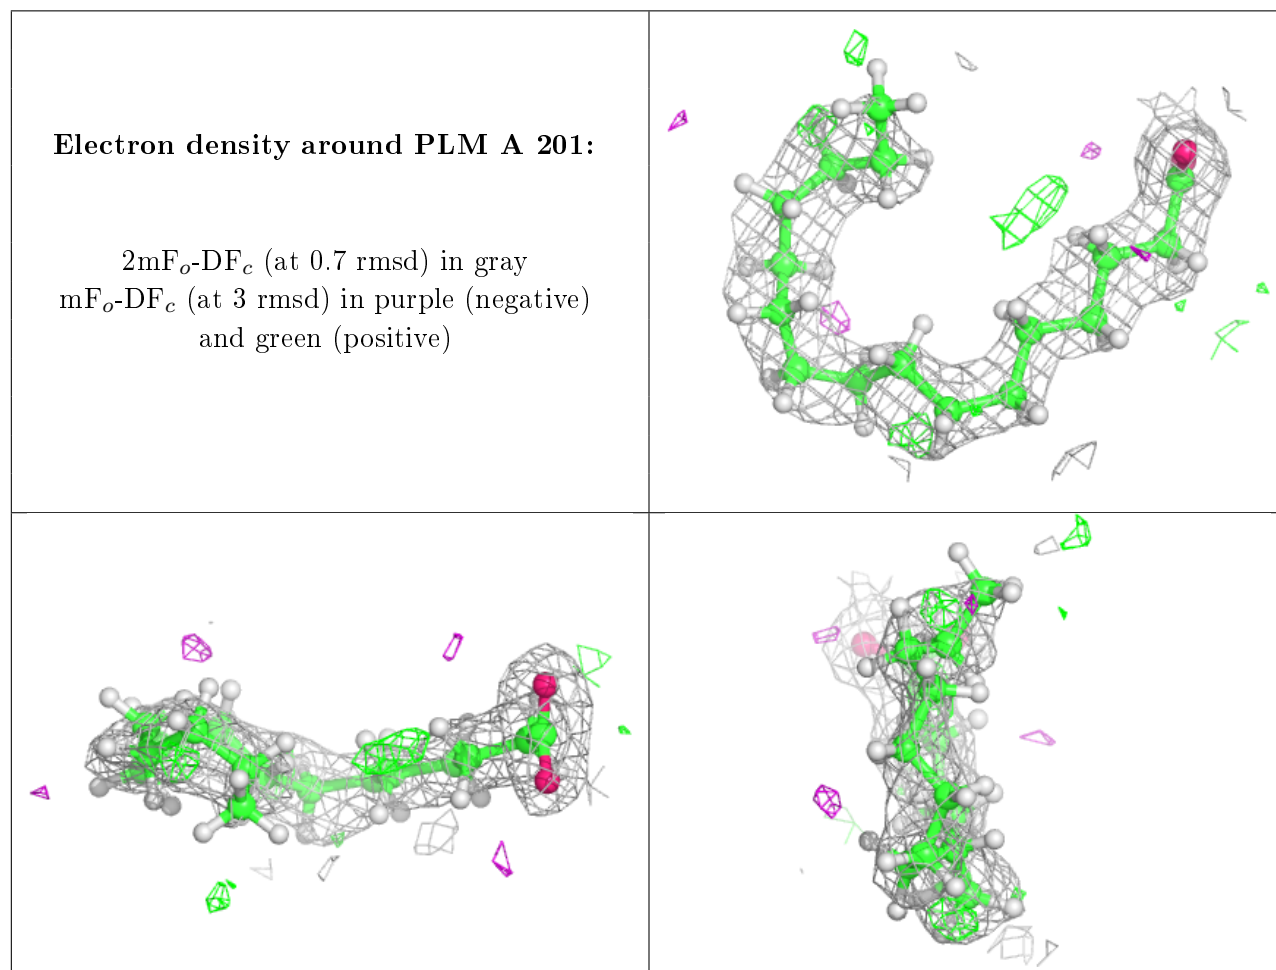 Electron density around PLM A 201:
2mFₒ-DF𝒸 (at 0.7 rmsd) in gray
mFₒ-DF𝒸 (at 3 rmsd) in purple (negative)
and green (positive)